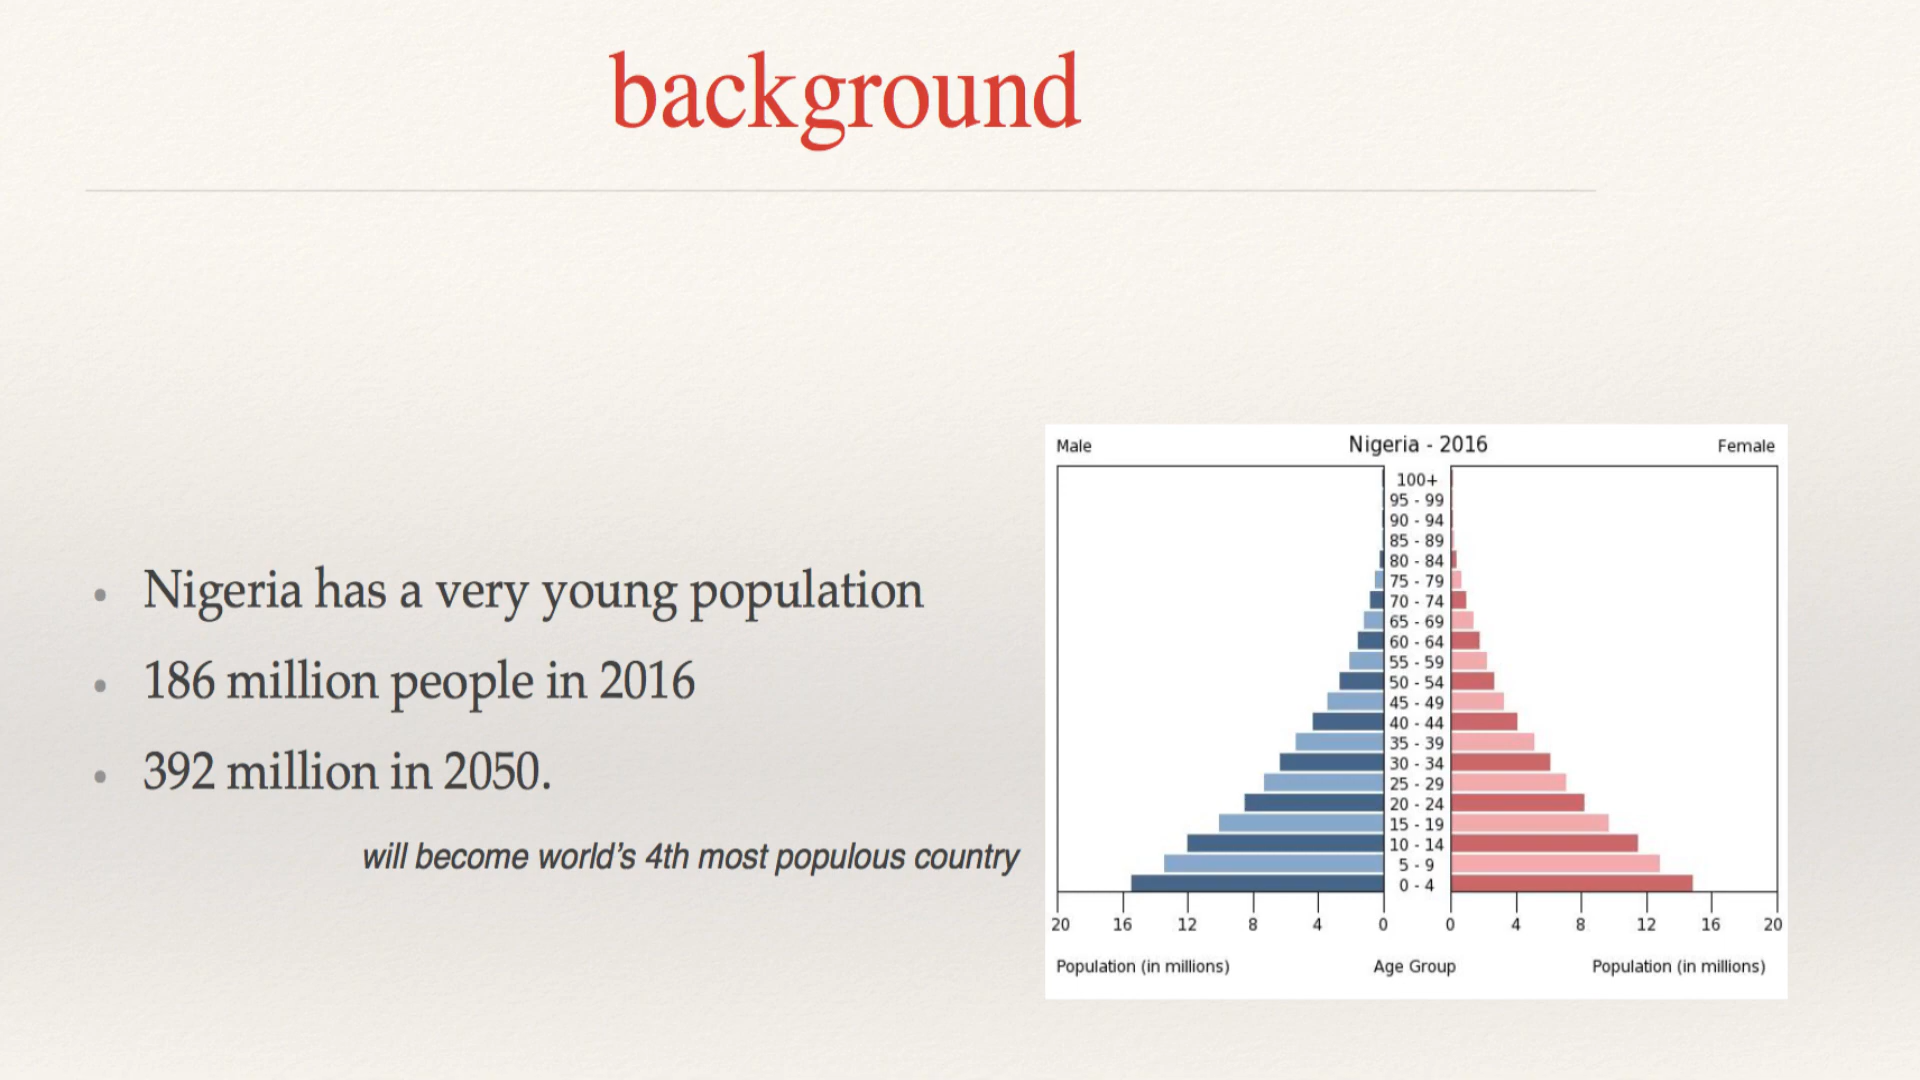 background
• Nigeria has a very young population
• 186 million people in 2016
• 392 million in 2050.
will become world's 4th most populous country
Male Nigeria - 2016 Female
100+
95 - 99
90 - 94
85 - 89
80 - 84
75 - 79
70 - 74
65 - 69
60 - 64
55 - 59
50 - 54
45 - 49
40 - 44
35 - 39
30 - 34
25 - 29
20 - 24
15 - 19
10 - 14
5 - 9
0 - 4
20 16 12 8 4 0 0 4 8 12 16 20
Population (in millions) Age Group Population (in millions)